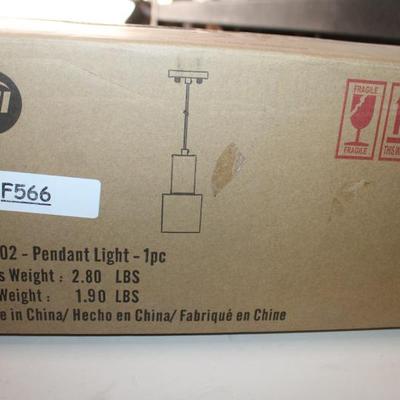 FRAGILE
FRAGILE
F566
02 - Pendant Light - 1pc
Weight : 2.80 LBS
Weight : 1.90 LBS
in China/ Hecho en China/ Fabriqué en Chine